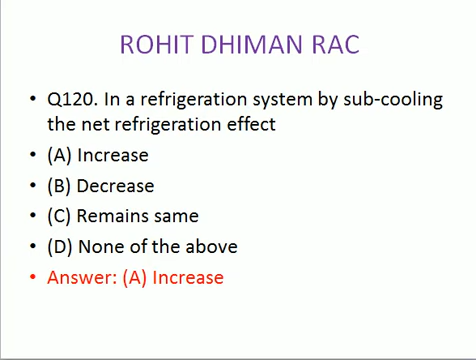 ROHIT DHIMAN RAC
• Q120. In a refrigeration system by sub-cooling
the net refrigeration effect
• (A) Increase
• (B) Decrease
• (C) Remains same
• (D) None of the above
• Answer: (A) Increase